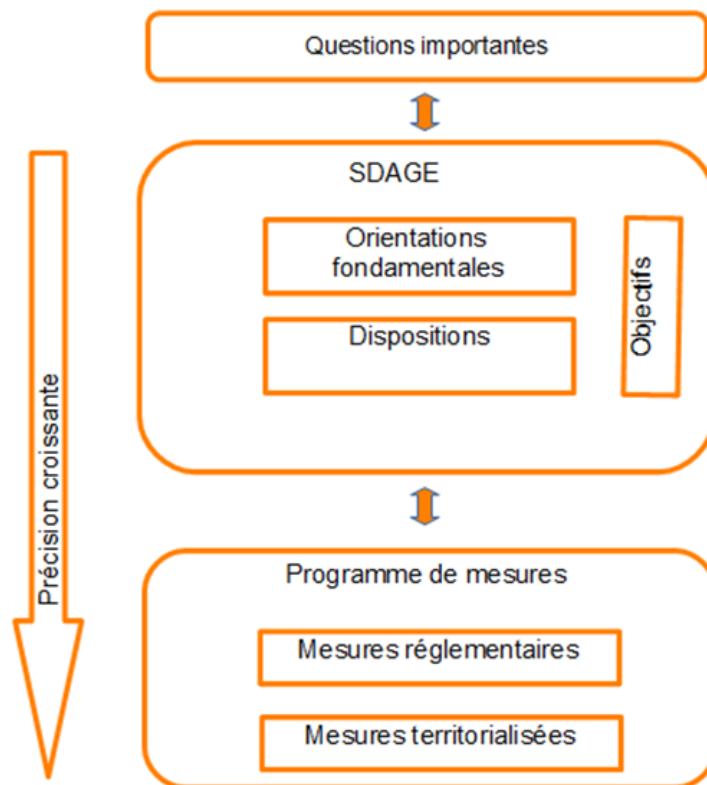 Questions importantes
SDAGE
Orientations
fondamentales
Dispositions
Objectifs
Précision croissante
Programme de mesures
Mesures réglementaires
Mesures territorialisées